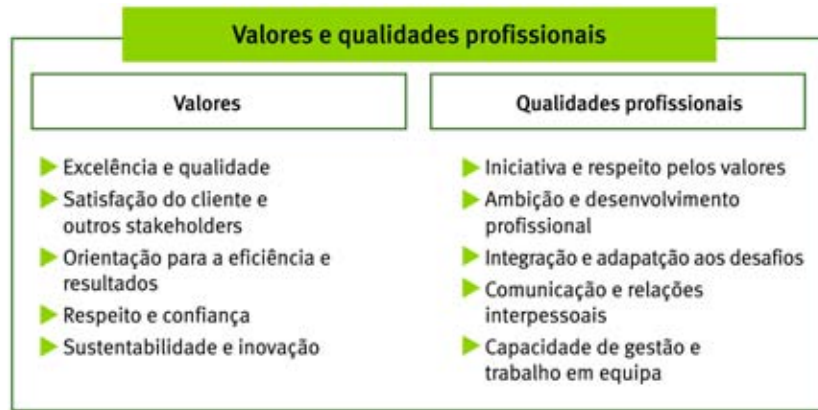 Valores e qualidades profissionais
Valores
Excelência e qualidade
Satisfação do cliente e
outros stakeholders
Orientação para a eficiência e
resultados
Respeito e confiança
Sustentabilidade e inovação
Qualidades profissionais
Iniciativa e respeito pelos valores
Ambição e desenvolvimento
profissional
Integração e adapatção aos desafios
Comunicação e relações
interpessoais
Capacidade de gestão e
trabalho em equipa